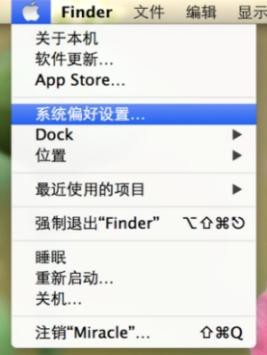 Finder 文件 编辑 显示
关于本机
软件更新…
App Store…
系统偏好设置…
Dock ▶
位置 ▶
最近使用的项目 ▶
强制退出“Finder” ⌥⇧⌘⎋
睡眠
重新启动…
关机…
注销“Miracle”… ⇧⌘Q